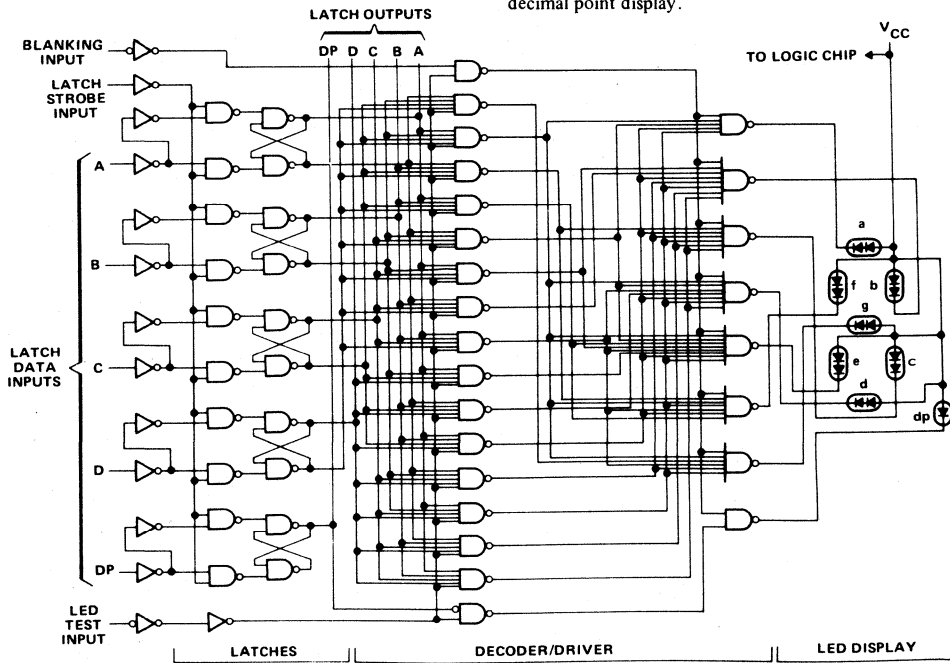 decimal point display.
LATCH OUTPUTS
DP D C B A
BLANKING
INPUT
LATCH
STROBE
INPUT
V_CC
TO LOGIC CHIP
A
B
LATCH
DATA
INPUTS
C
D
DP
LED
TEST
INPUT
a
f
b
g
e
c
d
dp
LATCHES
DECODER/DRIVER
LED DISPLAY